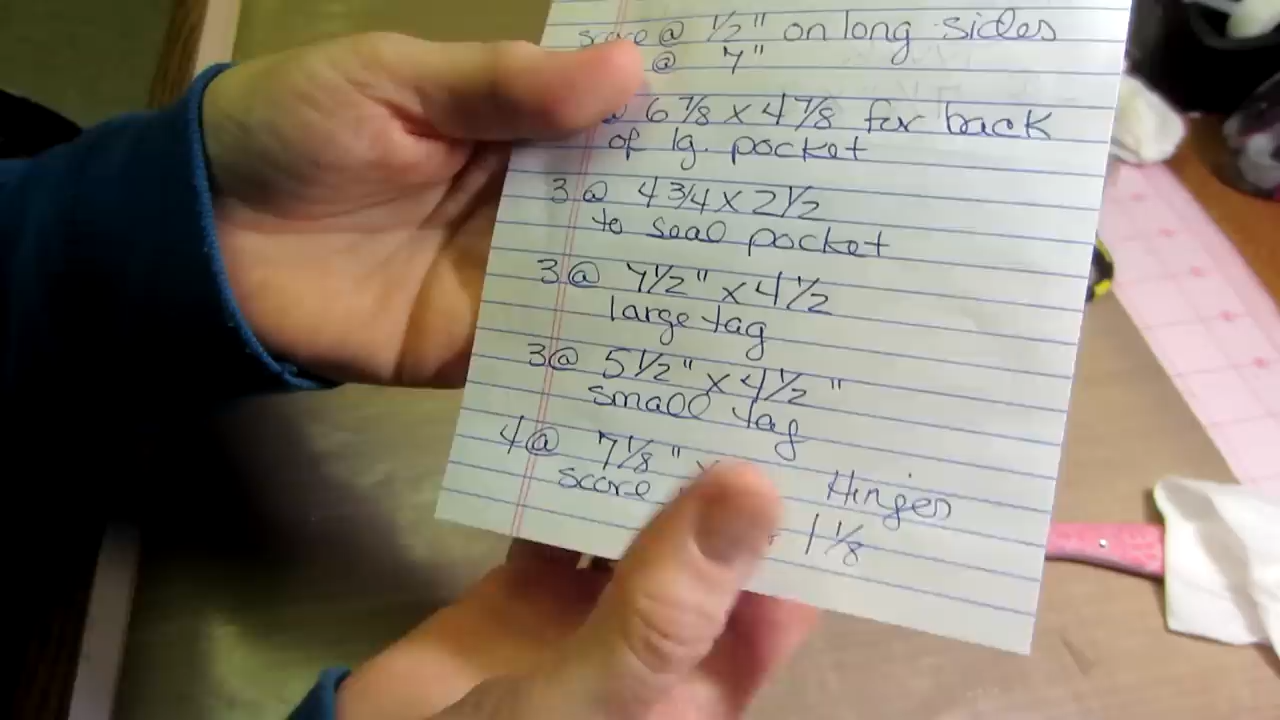 score @ 1/2" on long sides
@ 7"
6 7/8 x 4 7/8 for back
of lg. pocket
3 @ 4 3/4 x 2 1/2
to seal pocket
3 @ 7 1/2" x 4 1/2
large tag
3 @ 5 1/2" x 4 1/2"
small tag
4 @ 7 1/8" x
score
Hinges
1 1/8